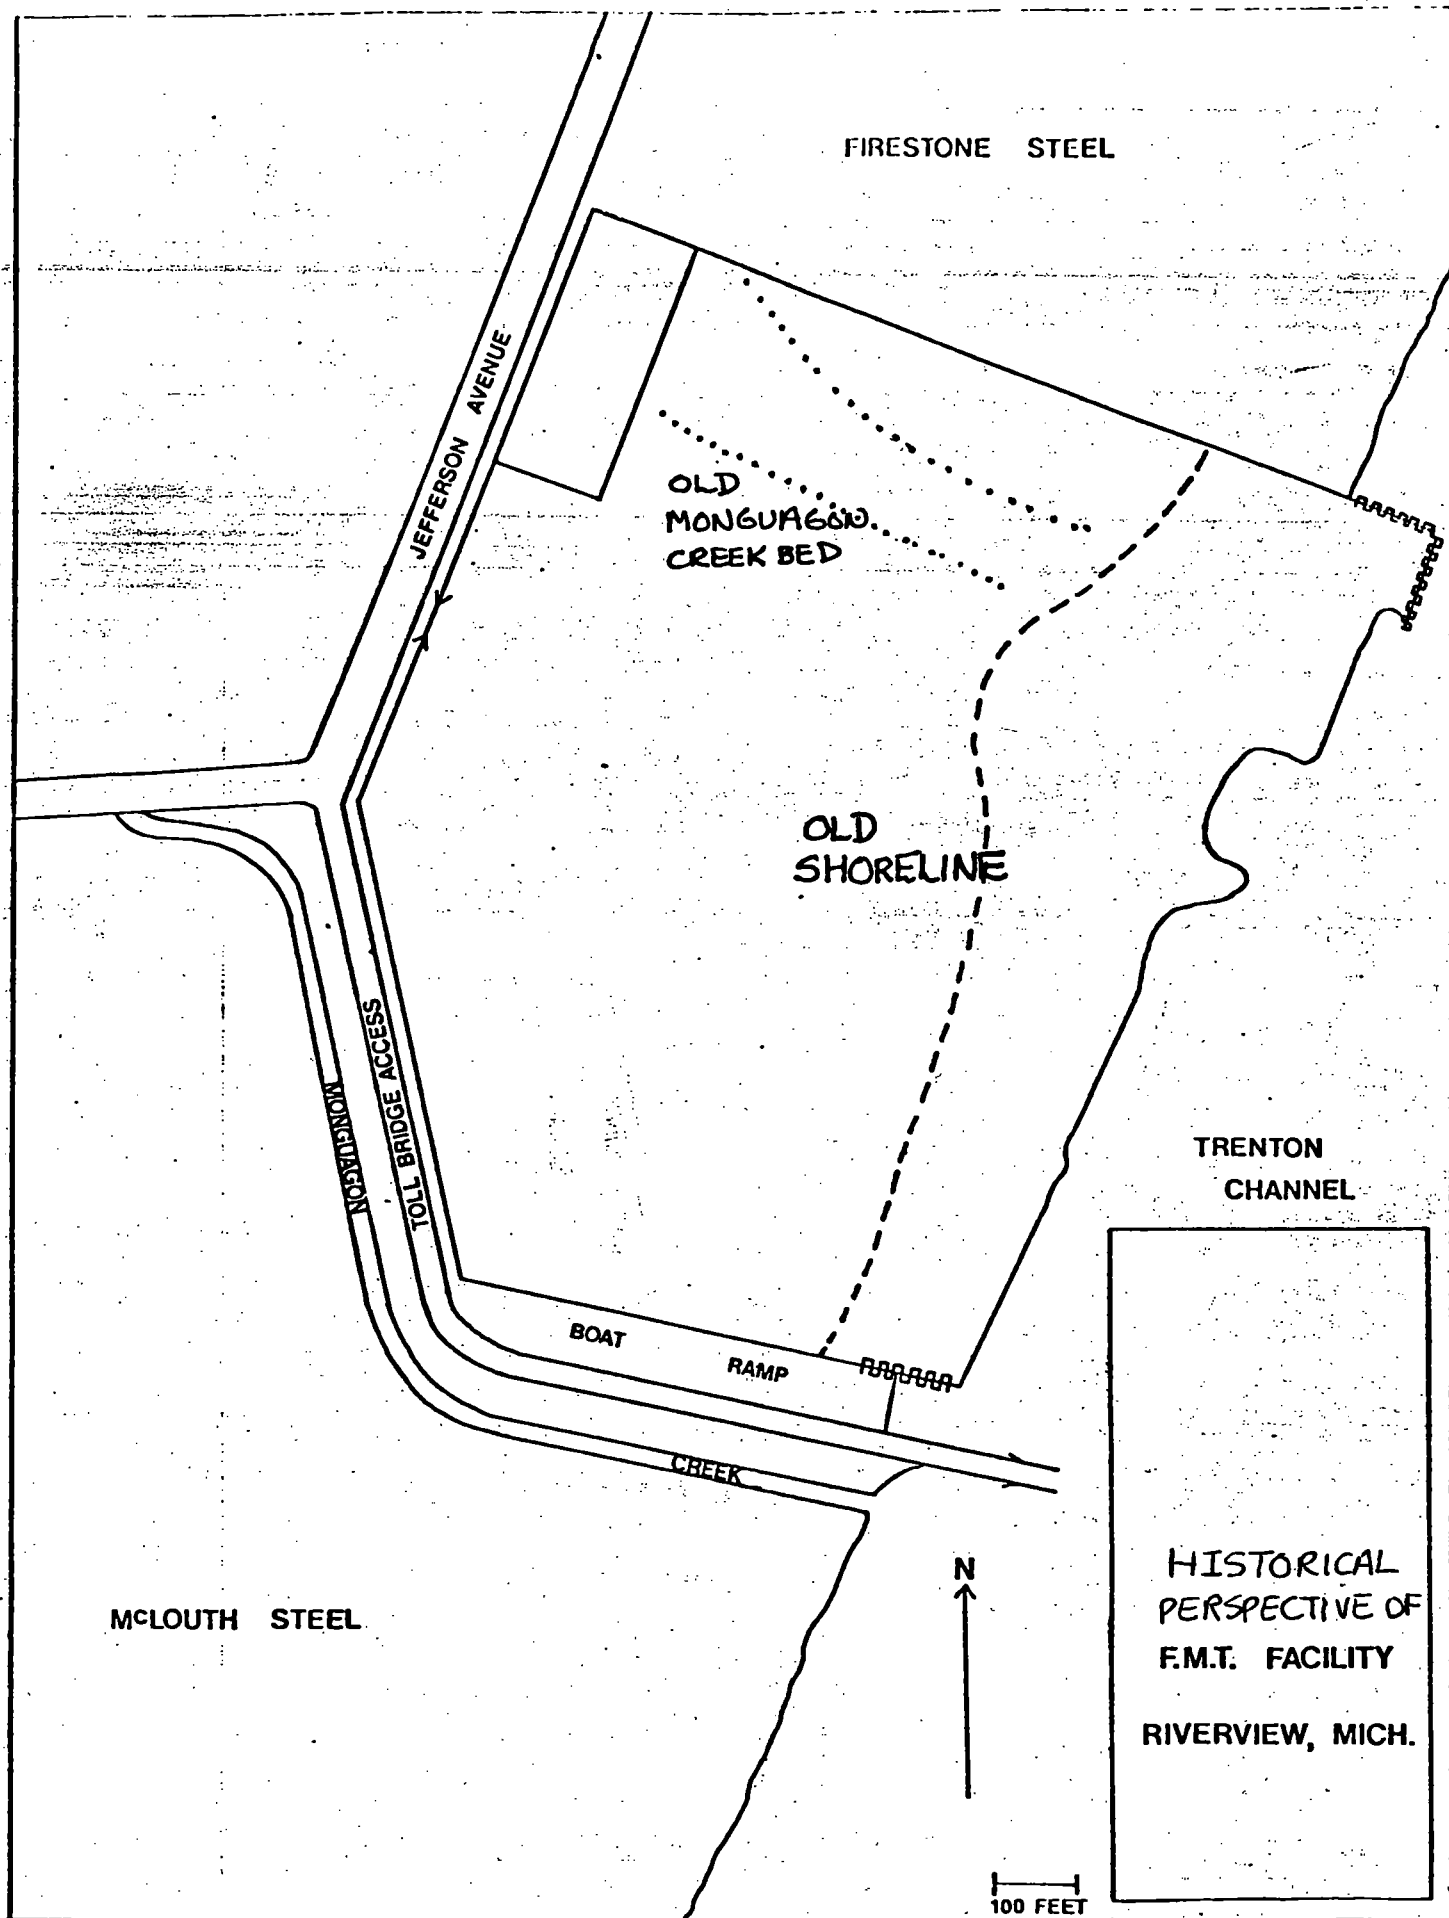 FIRESTONE STEEL
JEFFERSON AVENUE
OLD
MONGUAGON
CREEK BED
OLD
SHORELINE
TOLL BRIDGE ACCESS
MONGUAGON
TRENTON
CHANNEL
BOAT RAMP
CREEK
N
McLOUTH STEEL
HISTORICAL
PERSPECTIVE OF
F.M.T. FACILITY
RIVERVIEW, MICH.
100 FEET